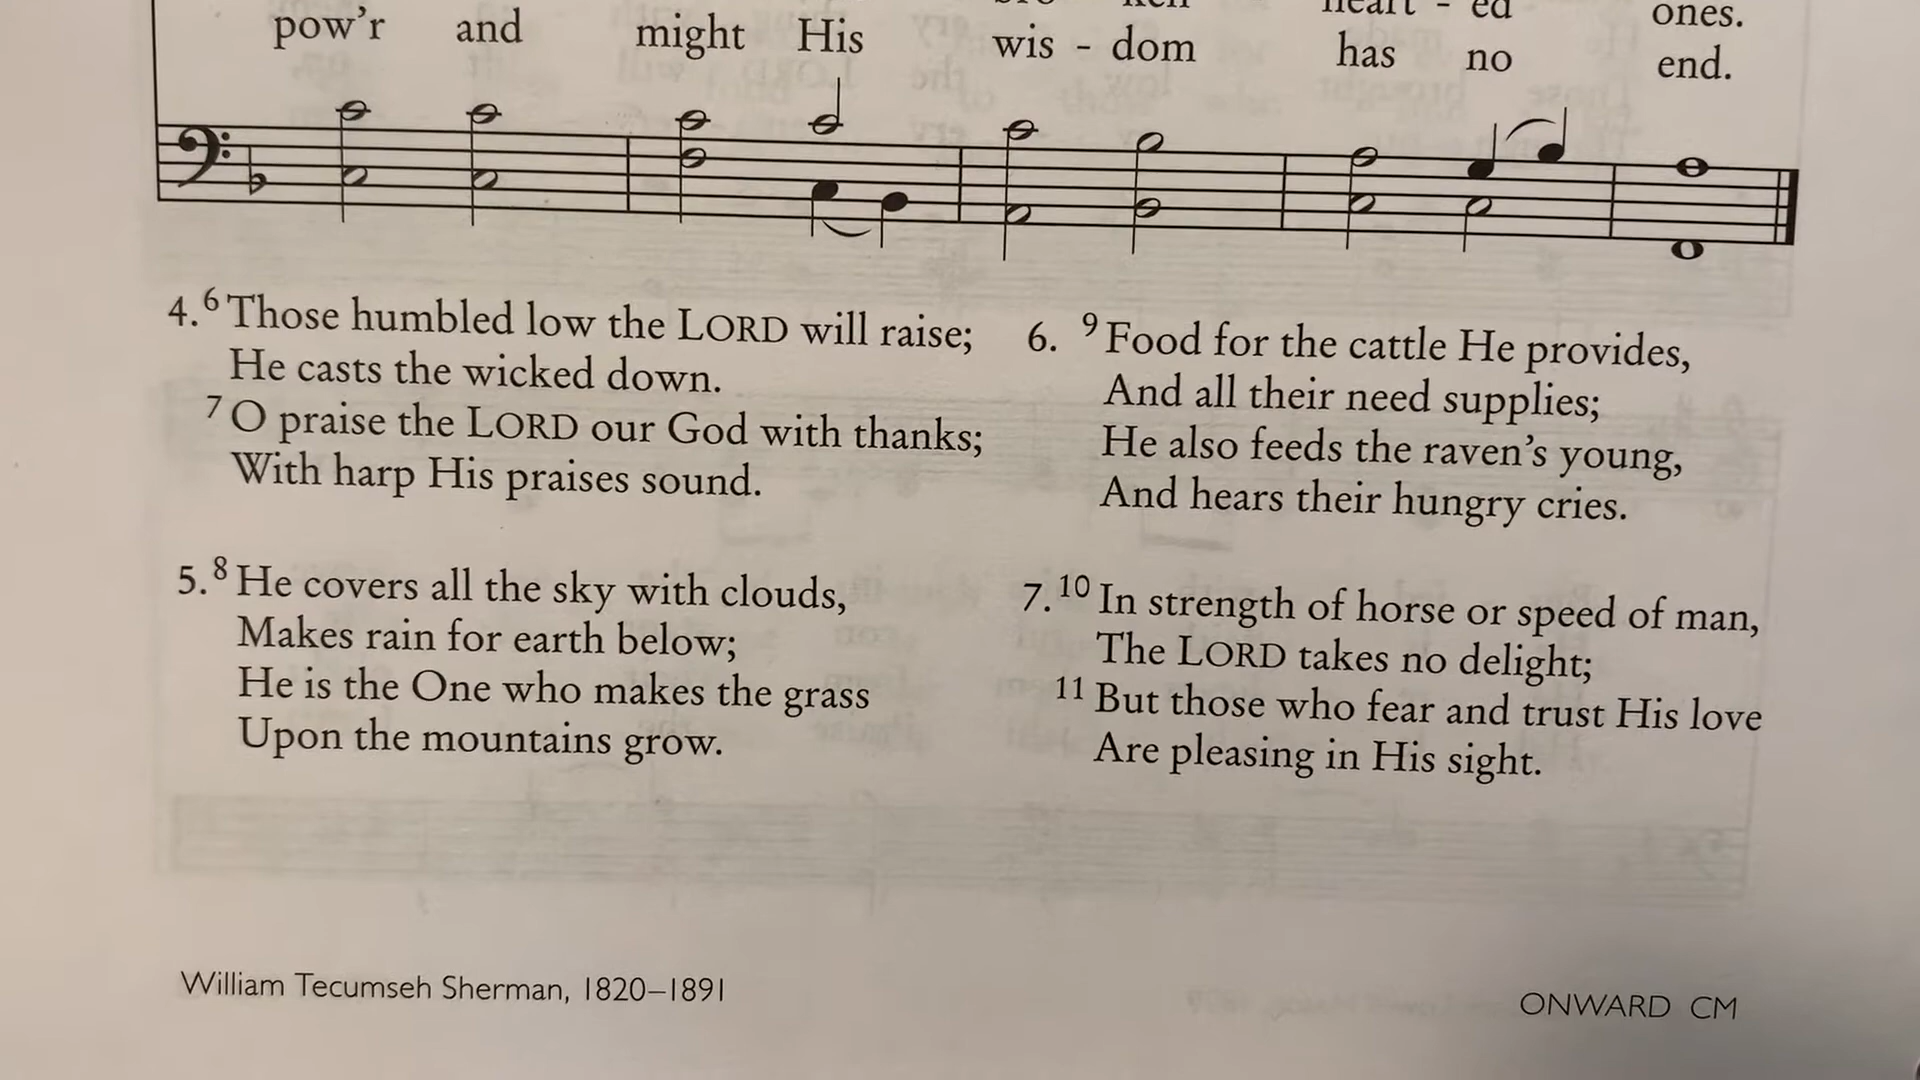 heart - ed ones.
pow'r and might His wis - dom has no end.
4. 6 Those humbled low the LORD will raise;
He casts the wicked down.
7 O praise the LORD our God with thanks;
With harp His praises sound.
5. 8 He covers all the sky with clouds,
Makes rain for earth below;
He is the One who makes the grass
Upon the mountains grow.
6. 9 Food for the cattle He provides,
And all their need supplies;
He also feeds the raven's young,
And hears their hungry cries.
7. 10 In strength of horse or speed of man,
The LORD takes no delight;
11 But those who fear and trust His love
Are pleasing in His sight.
William Tecumseh Sherman, 1820–1891
ONWARD CM